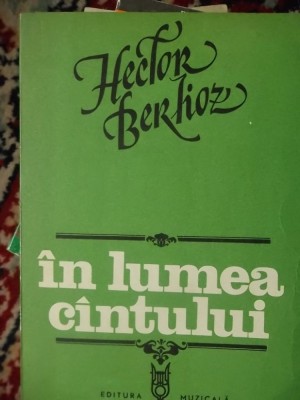 Hector
Berlioz
în lumea
cîntului
EDITURA MUZICALĂ